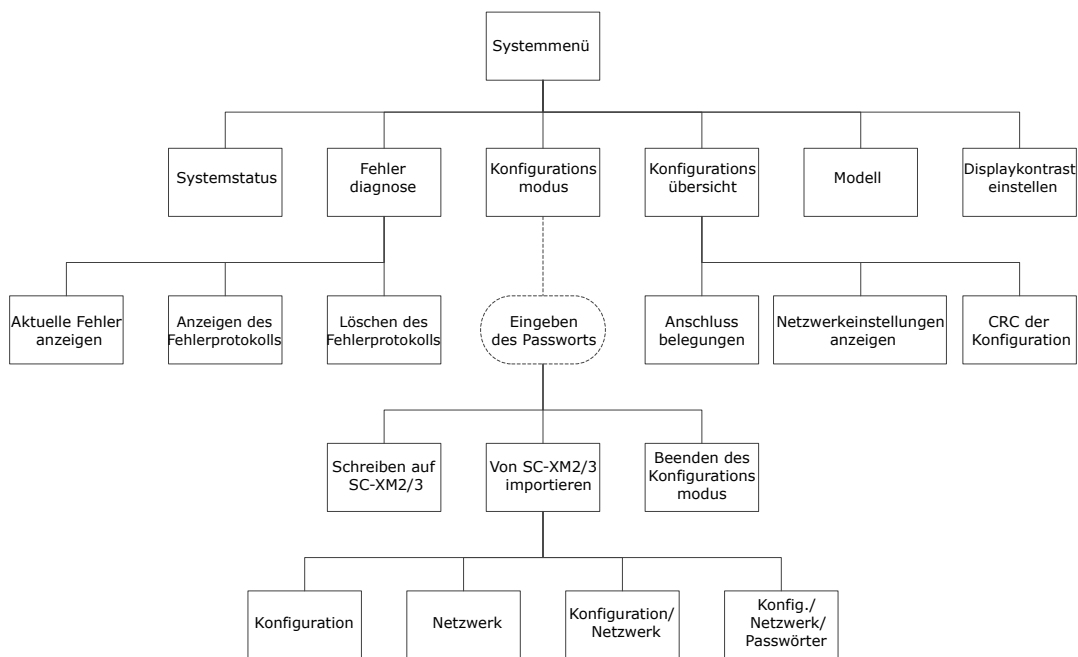 Systemmenü
Systemstatus
Fehler
diagnose
Konfigurations
modus
Konfigurations
übersicht
Modell
Displaykontrast
einstellen
Aktuelle Fehler
anzeigen
Anzeigen des
Fehlerprotokolls
Löschen des
Fehlerprotokolls
Eingeben
des Passworts
Anschluss
belegungen
Netzwerkeinstellungen
anzeigen
CRC der
Konfiguration
Schreiben auf
SC-XM2/3
Von SC-XM2/3
importieren
Beenden des
Konfigurations
modus
Konfiguration
Netzwerk
Konfiguration/
Netzwerk
Konfig./
Netzwerk/
Passwörter